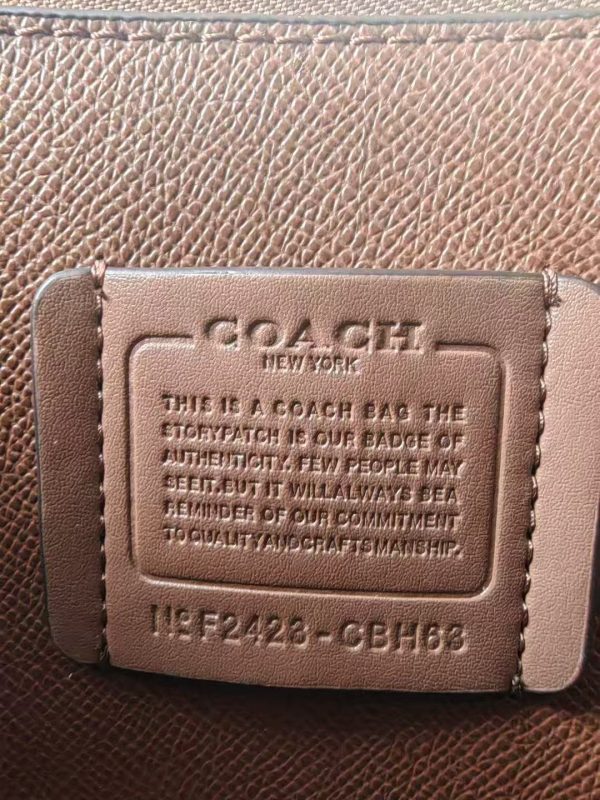 COACH
NEW YORK
THIS IS A COACH BAG THE
STORYPATCH IS OUR BADGE OF
AUTHENTICITY. FEW PEOPLE MAY
SEEIT.BUT IT WILLALWAYS BEA
REMINDER OF OUR COMMITMENT
TO QUALITYANDCRAFTSMANSHIP.
NºF2423-CBH63